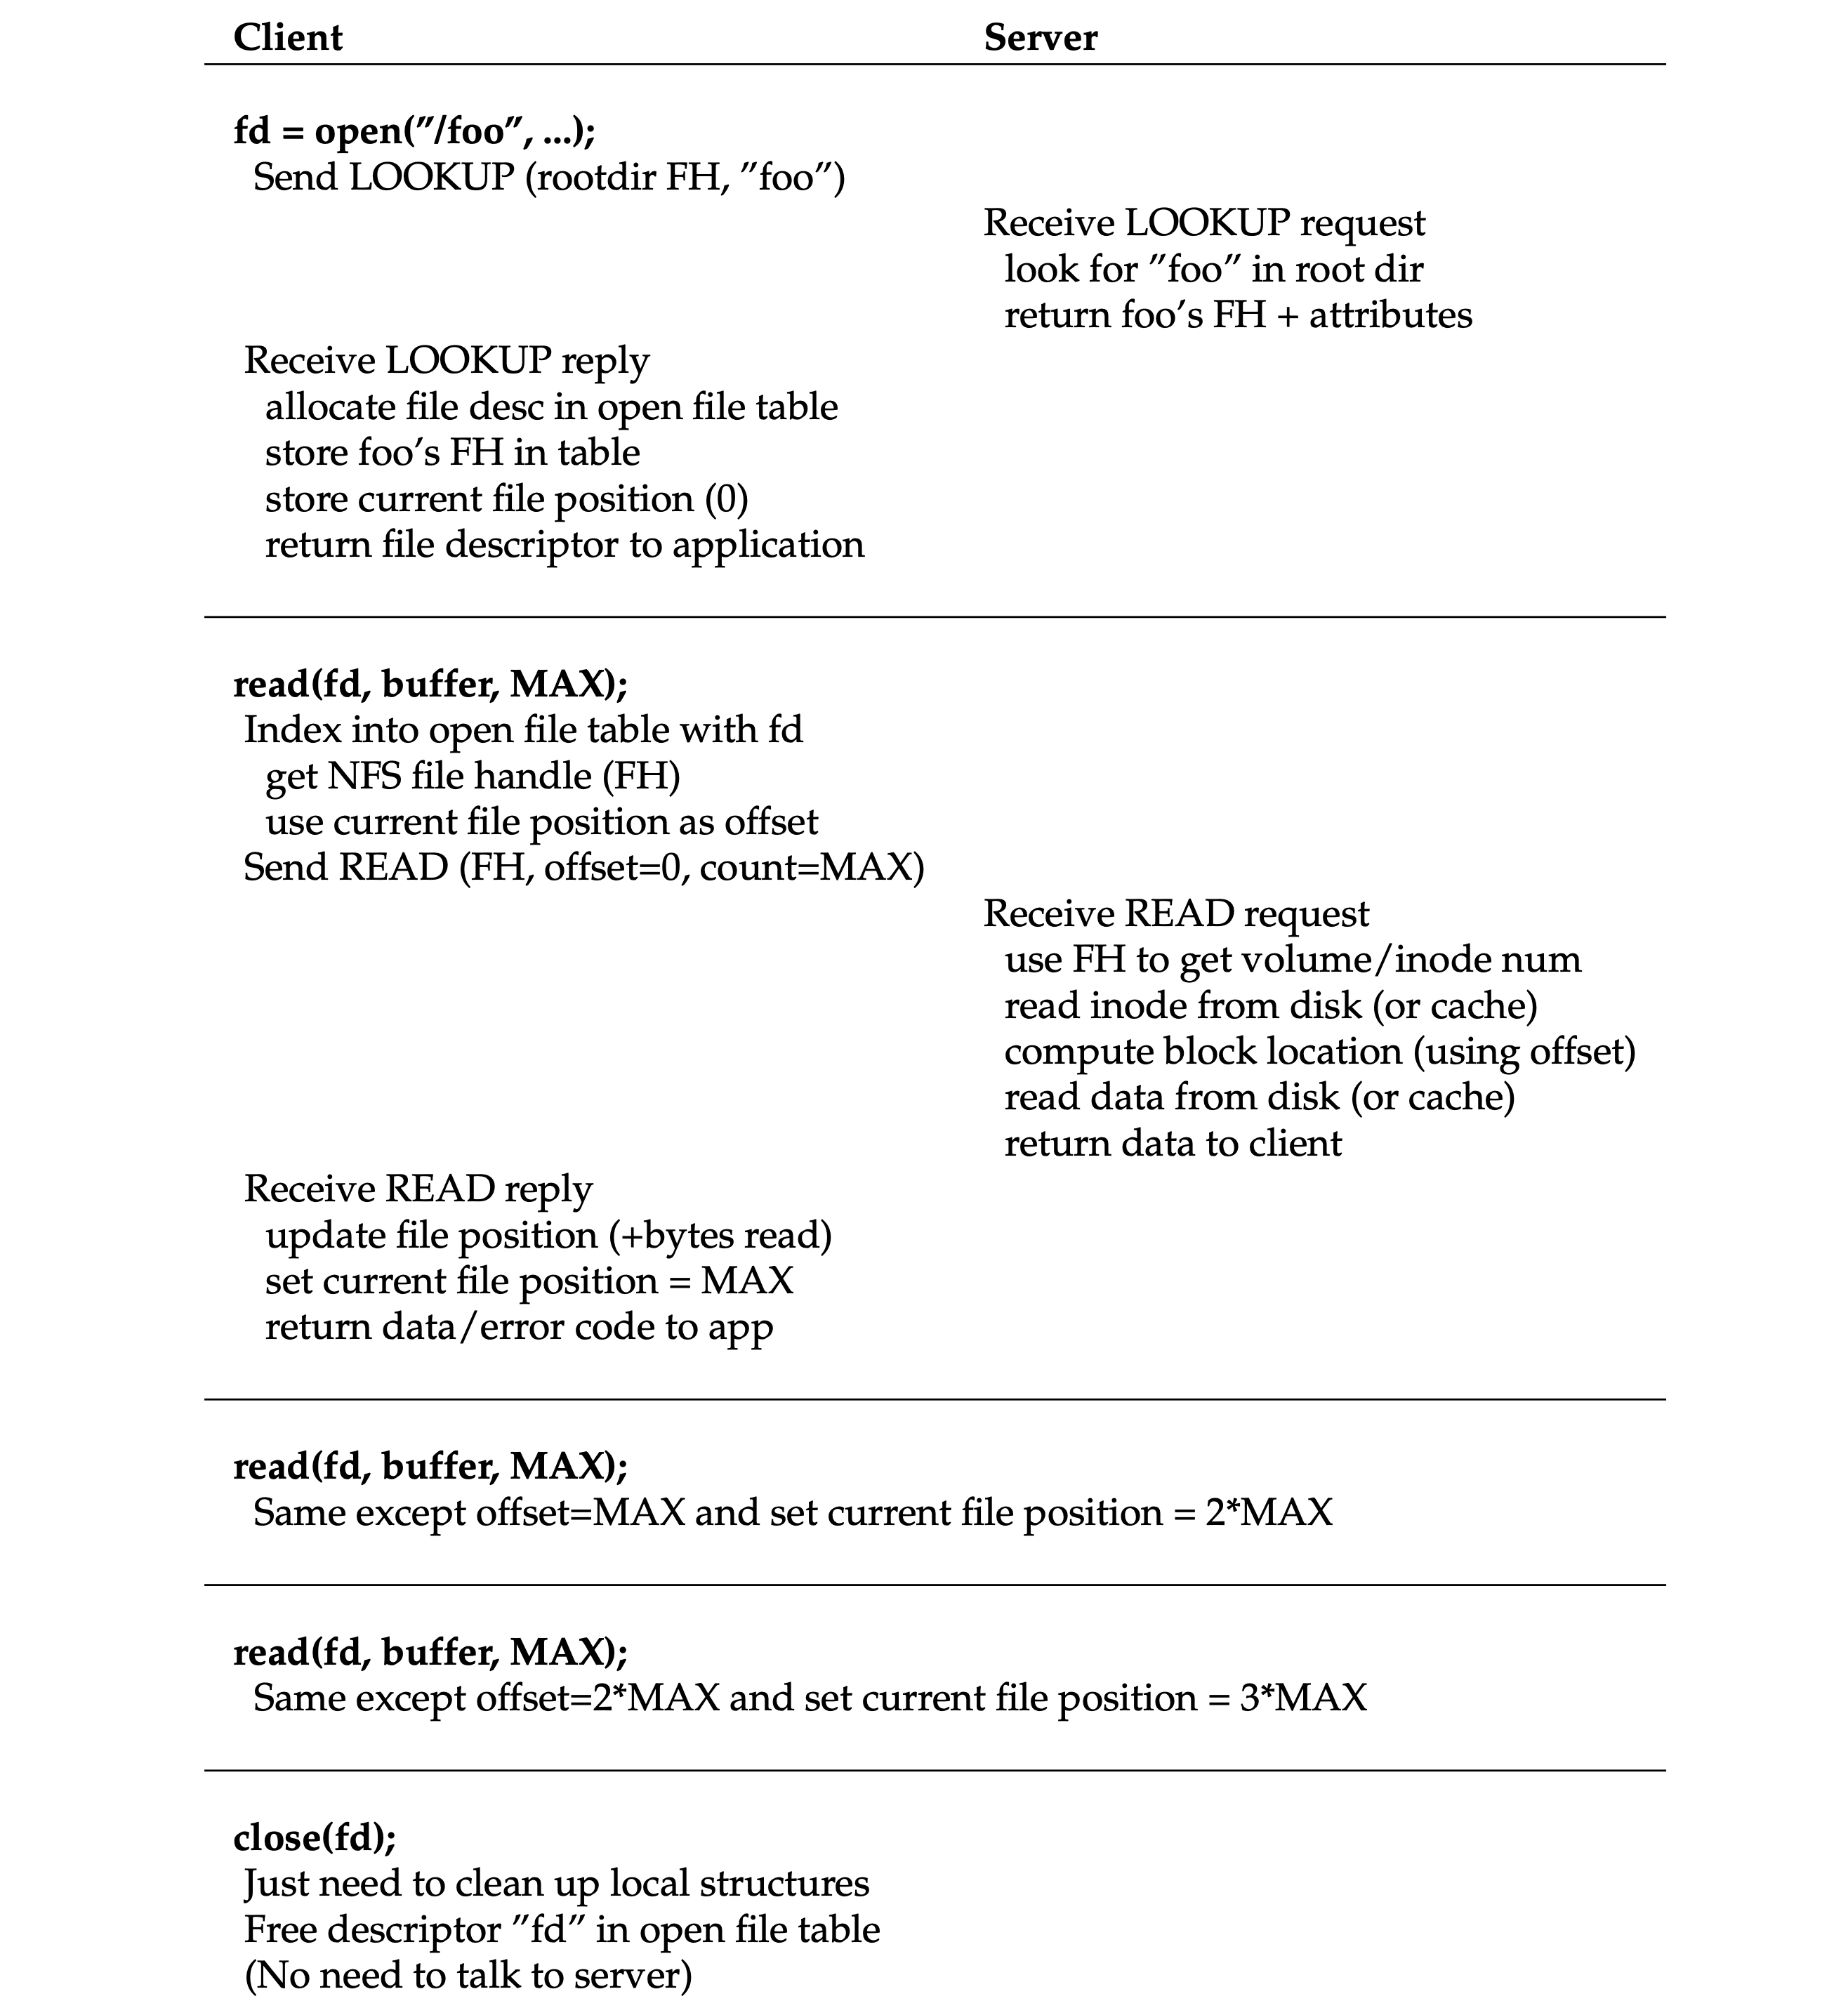 Client Server
fd = open(”/foo”, ...);
Send LOOKUP (rootdir FH, ”foo”)
Receive LOOKUP request
look for ”foo” in root dir
return foo’s FH + attributes
Receive LOOKUP reply
allocate file desc in open file table
store foo’s FH in table
store current file position (0)
return file descriptor to application
read(fd, buffer, MAX);
Index into open file table with fd
get NFS file handle (FH)
use current file position as offset
Send READ (FH, offset=0, count=MAX)
Receive READ request
use FH to get volume/inode num
read inode from disk (or cache)
compute block location (using offset)
read data from disk (or cache)
return data to client
Receive READ reply
update file position (+bytes read)
set current file position = MAX
return data/error code to app
read(fd, buffer, MAX);
Same except offset=MAX and set current file position = 2*MAX
read(fd, buffer, MAX);
Same except offset=2*MAX and set current file position = 3*MAX
close(fd);
Just need to clean up local structures
Free descriptor ”fd” in open file table
(No need to talk to server)